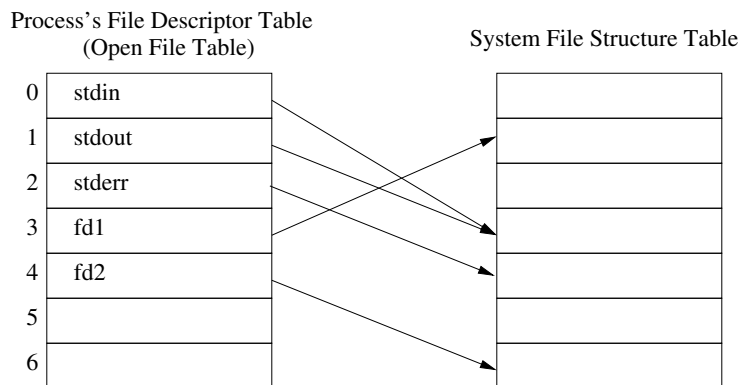 Process's File Descriptor Table
(Open File Table)
System File Structure Table
0 stdin
1 stdout
2 stderr
3 fd1
4 fd2
5
6